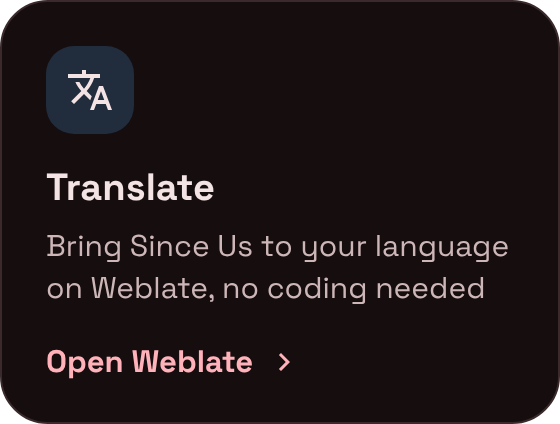 Translate
Bring Since Us to your language
on Weblate, no coding needed
Open Weblate